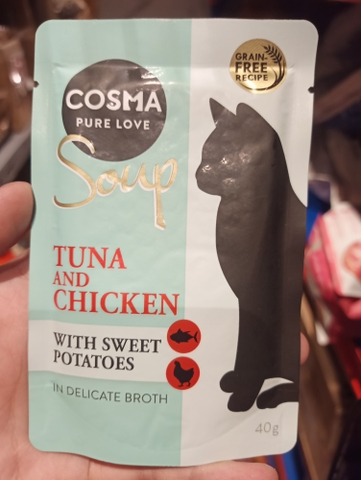 GRAIN-
FREE
RECIPE
COSMA
PURE LOVE
Soup
TUNA
AND
CHICKEN
WITH SWEET
POTATOES
IN DELICATE BROTH
40g